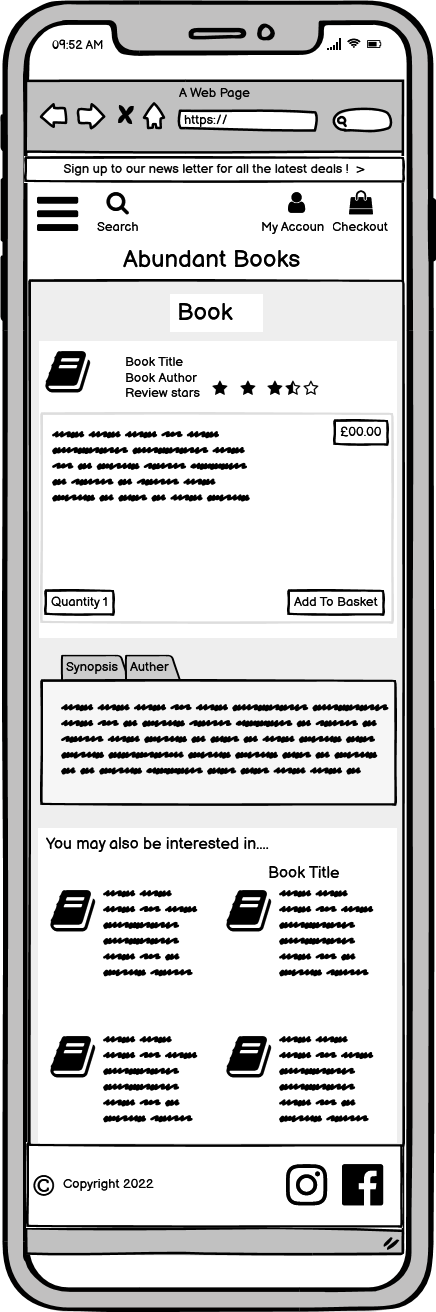 09:52 AM
A Web Page
https://
Sign up to our news letter for all the latest deals ! >
Search
My Accoun
Checkout
Abundant Books
Book
Book Title
Book Author
Review stars
£00.00
Quantity 1
Add To Basket
Synopsis
Auther
You may also be interested in....
Book Title
© Copyright 2022